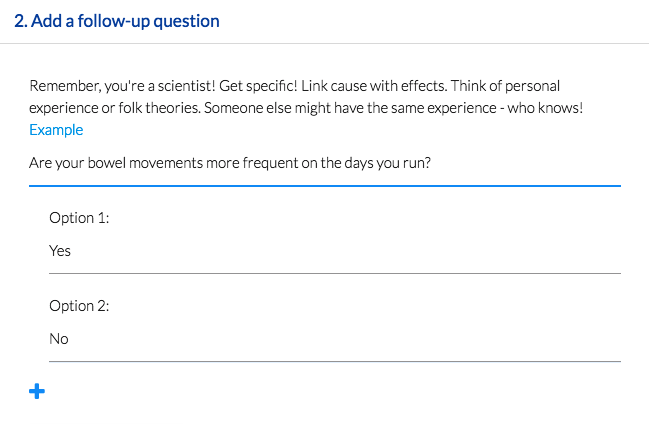 2. Add a follow-up question
Remember, you're a scientist! Get specific! Link cause with effects. Think of personal
experience or folk theories. Someone else might have the same experience - who knows!
Example
Are your bowel movements more frequent on the days you run?
Option 1:
Yes
Option 2:
No